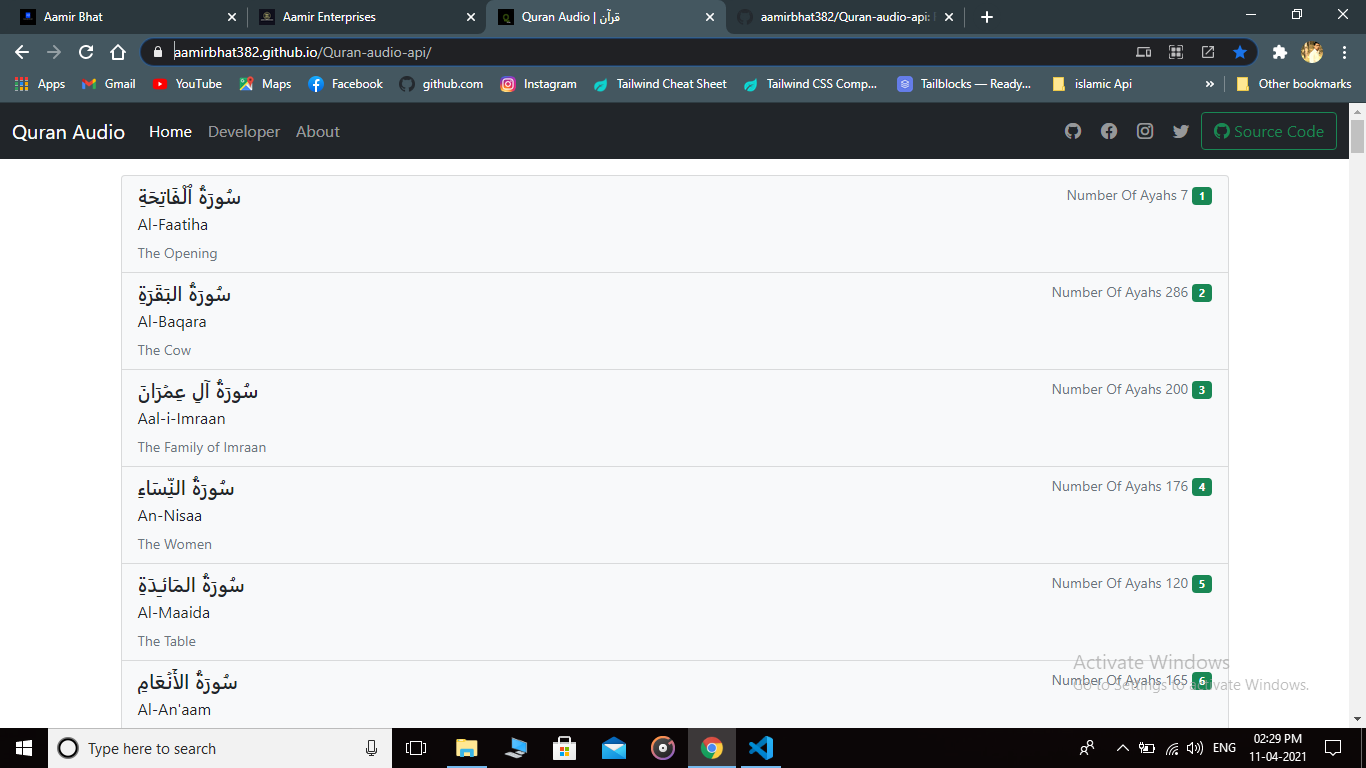 Aamir Bhat
Aamir Enterprises
Quran Audio | قرآن
aamirbhat382/Quran-audio-api:
aamirbhat382.github.io/Quran-audio-api/
Apps
Gmail
YouTube
Maps
Facebook
github.com
Instagram
Tailwind Cheat Sheet
Tailwind CSS Comp...
Tailblocks — Ready...
islamic Api
»
Other bookmarks
Quran Audio
Home
Developer
About
Source Code
سُورَةُ ٱلْفَاتِحَةِ
Number Of Ayahs 7 1
Al-Faatiha
The Opening
سُورَةُ البَقَرَةِ
Number Of Ayahs 286 2
Al-Baqara
The Cow
سُورَةُ آلِ عِمۡرَانَ
Number Of Ayahs 200 3
Aal-i-Imraan
The Family of Imraan
سُورَةُ النِّسَاءِ
Number Of Ayahs 176 4
An-Nisaa
The Women
سُورَةُ المَائـِدَةِ
Number Of Ayahs 120 5
Al-Maaida
The Table
سُورَةُ الأَنۡعَامِ
Number Of Ayahs 165 6
Al-An'aam
Activate Windows
Go to Settings to activate Windows.
Type here to search
ENG
02:29 PM
11-04-2021